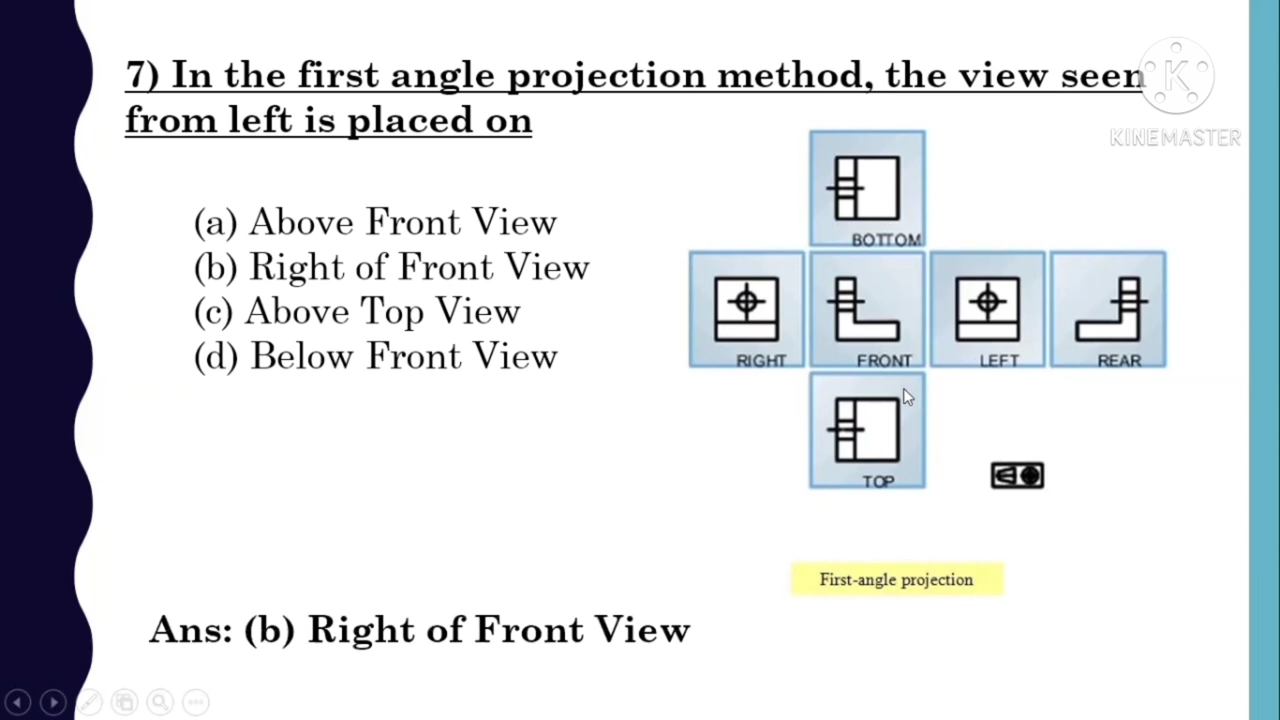 7) In the first angle projection method, the view seen
from left is placed on
K
KINEMASTER
(a) Above Front View
(b) Right of Front View
(c) Above Top View
(d) Below Front View
BOTTOM
RIGHT
FRONT
LEFT
REAR
TOP
First-angle projection
Ans: (b) Right of Front View